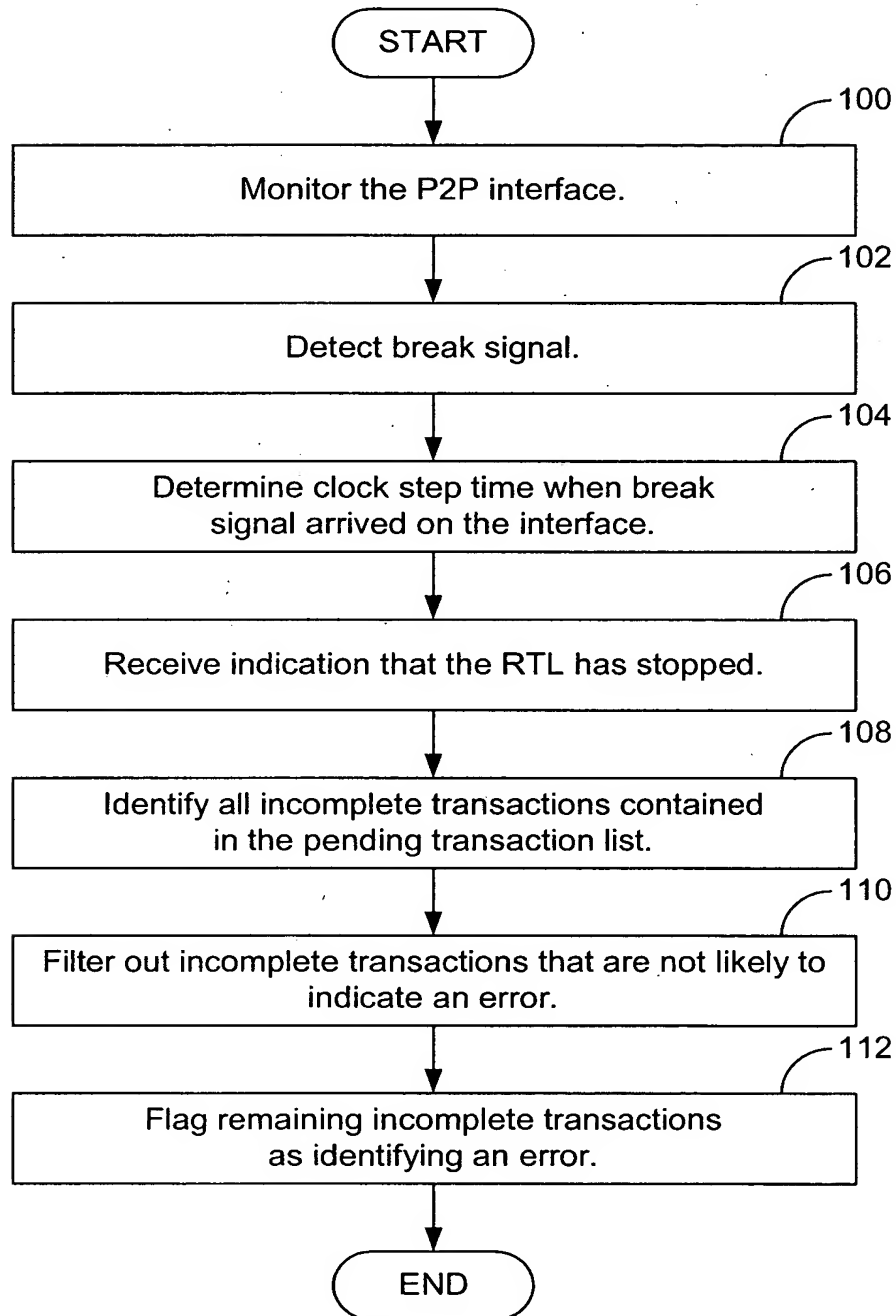 START
100
Monitor the P2P interface.
102
Detect break signal.
104
Determine clock step time when break
signal arrived on the interface.
106
Receive indication that the RTL has stopped.
108
Identify all incomplete transactions contained
in the pending transaction list.
110
Filter out incomplete transactions that are not likely to
indicate an error.
112
Flag remaining incomplete transactions
as identifying an error.
END